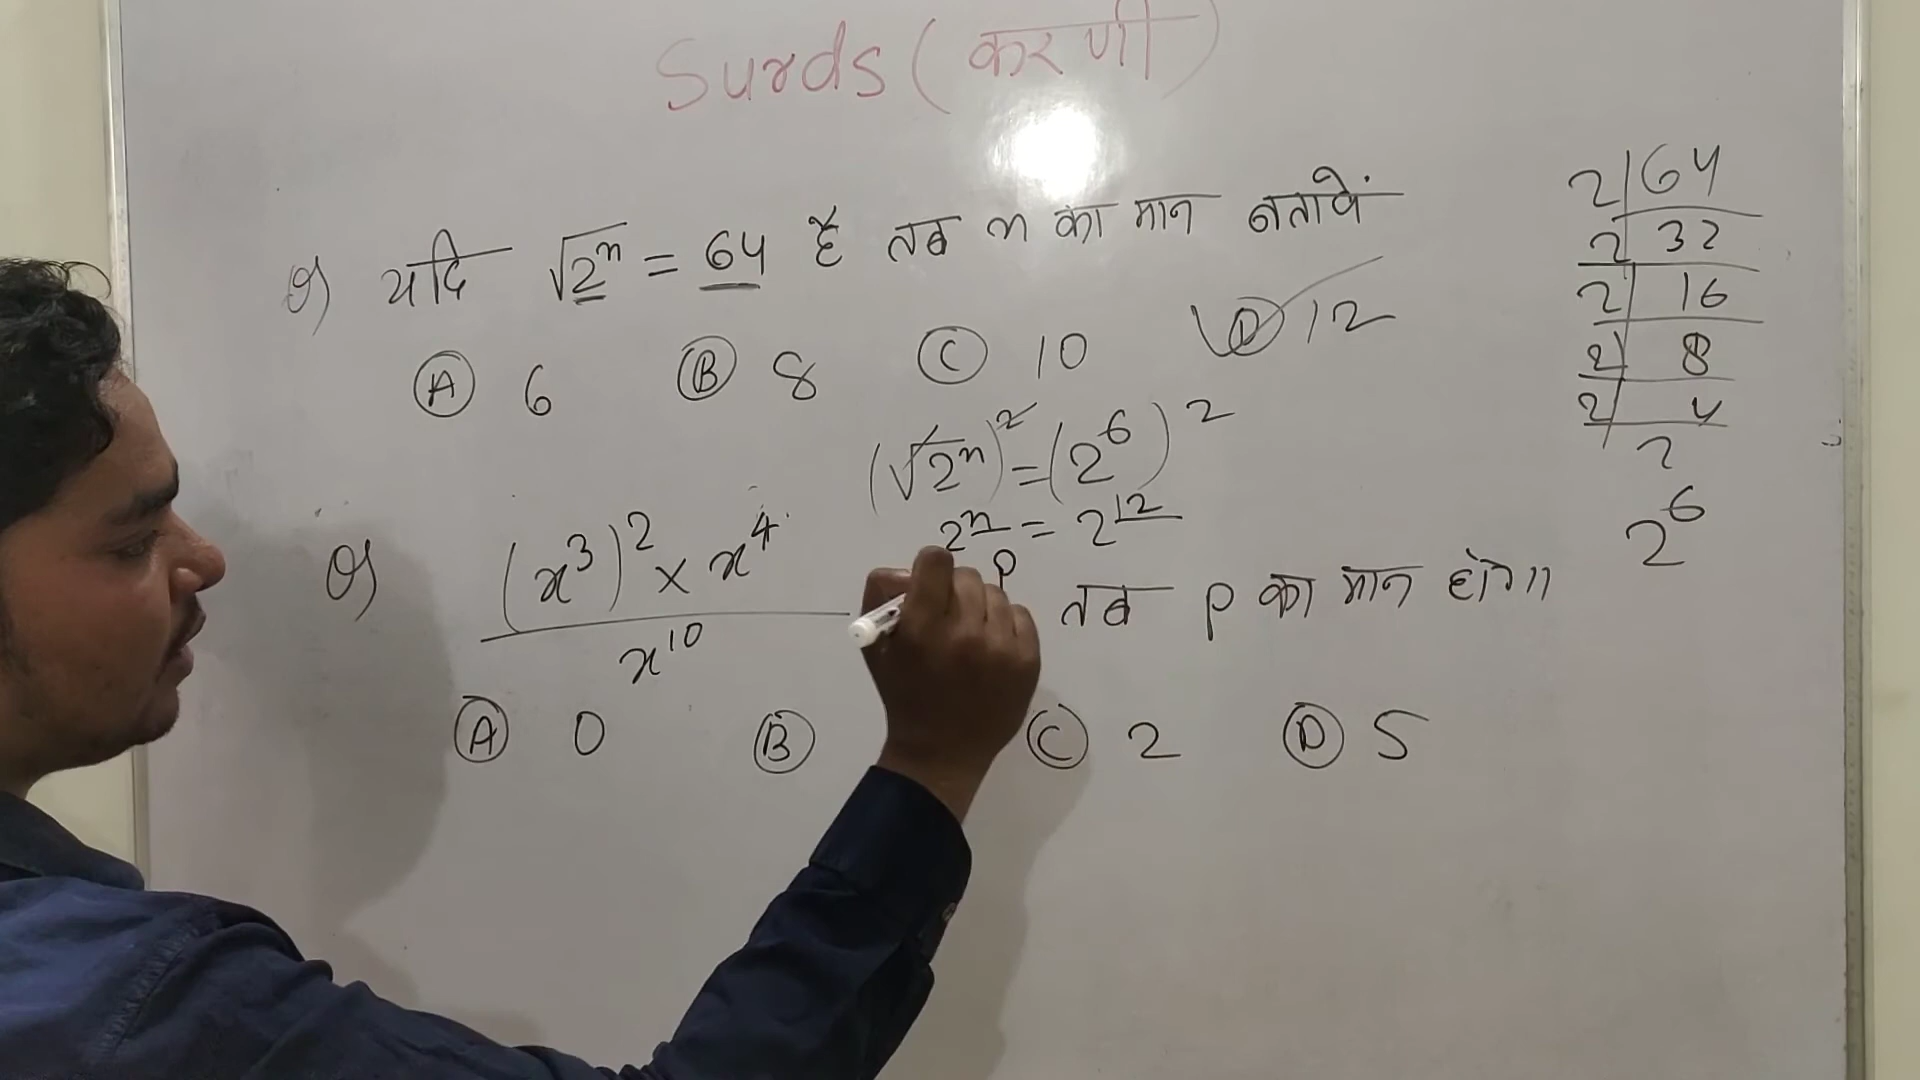 Surds (करणी)
Q) यदि √2ⁿ = 64 है तब n का मान बतावें
Ⓐ 6 Ⓑ 8 Ⓒ 10 Ⓓ 12
(√2ⁿ)² = (2⁶)²
2ⁿ = 2¹²
Q) (x³)² × x⁴ / x¹⁰ p तब p का मान होगा
Ⓐ 0 Ⓑ Ⓒ 2 Ⓓ 5
2 | 64
2 | 32
2 | 16
2 | 8
2 | 4
2
2⁶